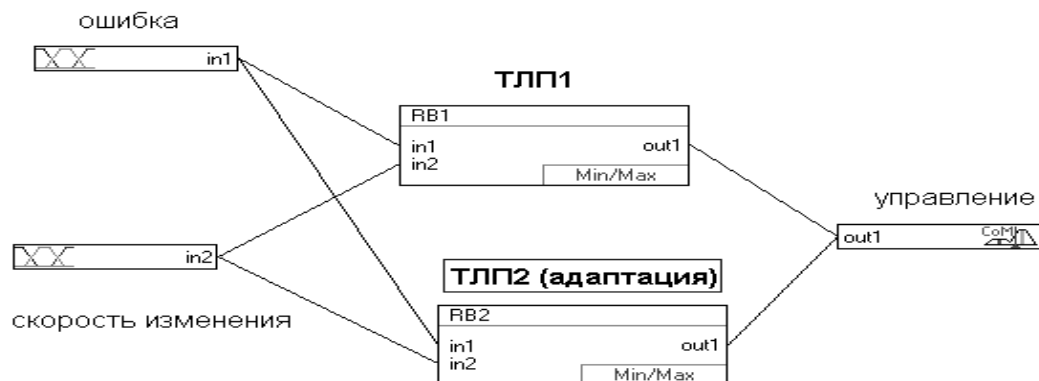 ошибка
in1
ТЛП1
RB1
in1
out1
in2
Min/Max
управление
out1
CoM
in2
ТЛП2 (адаптация)
скорость изменения
RB2
in1
out1
in2
Min/Max